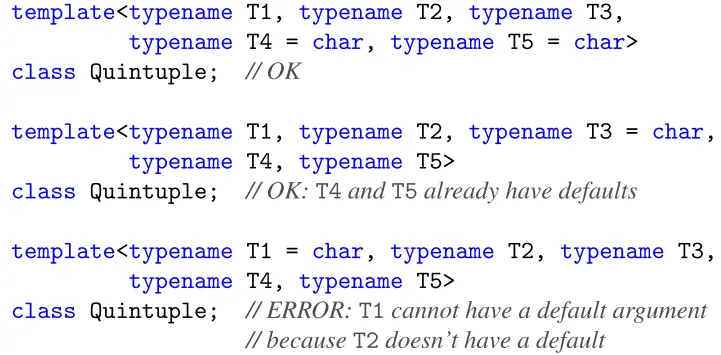 template<typename T1, typename T2, typename T3,
typename T4 = char, typename T5 = char>
class Quintuple; // OK
template<typename T1, typename T2, typename T3 = char,
typename T4, typename T5>
class Quintuple; // OK: T4 and T5 already have defaults
template<typename T1 = char, typename T2, typename T3,
typename T4, typename T5>
class Quintuple; // ERROR: T1 cannot have a default argument
// because T2 doesn't have a default